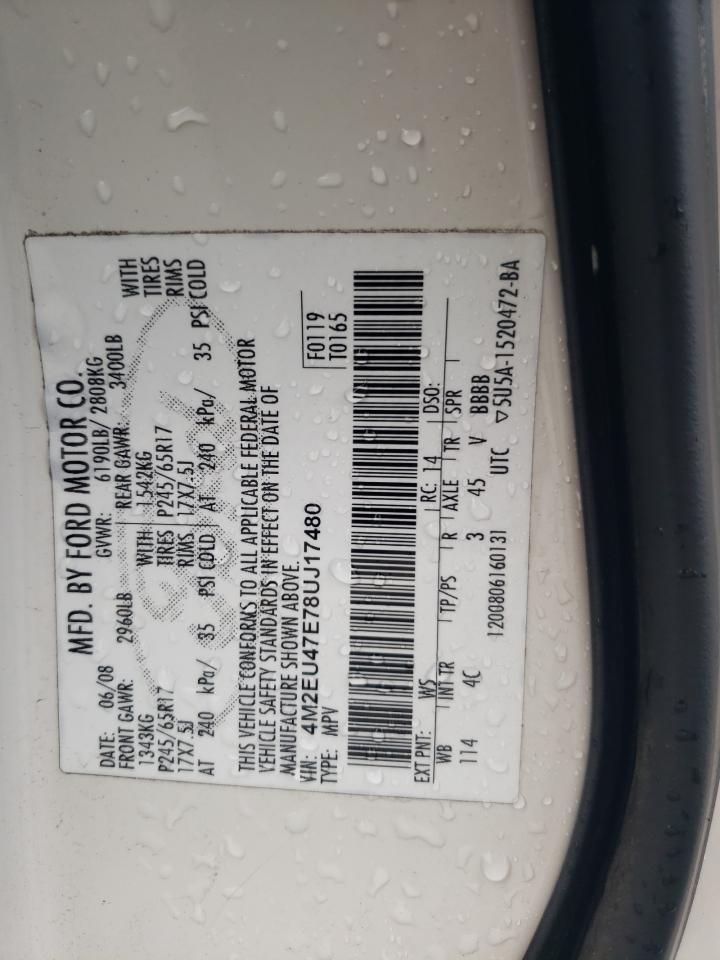 MFD. BY FORD MOTOR CO.
DATE: 06/08 GVWR: 6190LB/ 2808KG
FRONT GAWR: 2960LB REAR GAWR: 3400LB
1343KG WITH 1542KG WITH
P245/65R17 TIRES P245/65R17 TIRES
17X7.5J RIMS 17X7.5J RIMS
AT 240 kPa/ 35 PSI COLD AT 240 kPa/ 35 PSI COLD
THIS VEHICLE CONFORMS TO ALL APPLICABLE FEDERAL MOTOR
VEHICLE SAFETY STANDARDS IN EFFECT ON THE DATE OF
MANUFACTURE SHOWN ABOVE.
VIN: 4M2EU47E78UJ17480
TYPE: MPV
F0119
T0165
EXT PNT: WS RC: 14 DSO:
WB INT TR TP/PS R AXLE TR SPR
114 4C 3 45 V BBBB
1200806160131 UTC ▽5U5A-1520472-BA